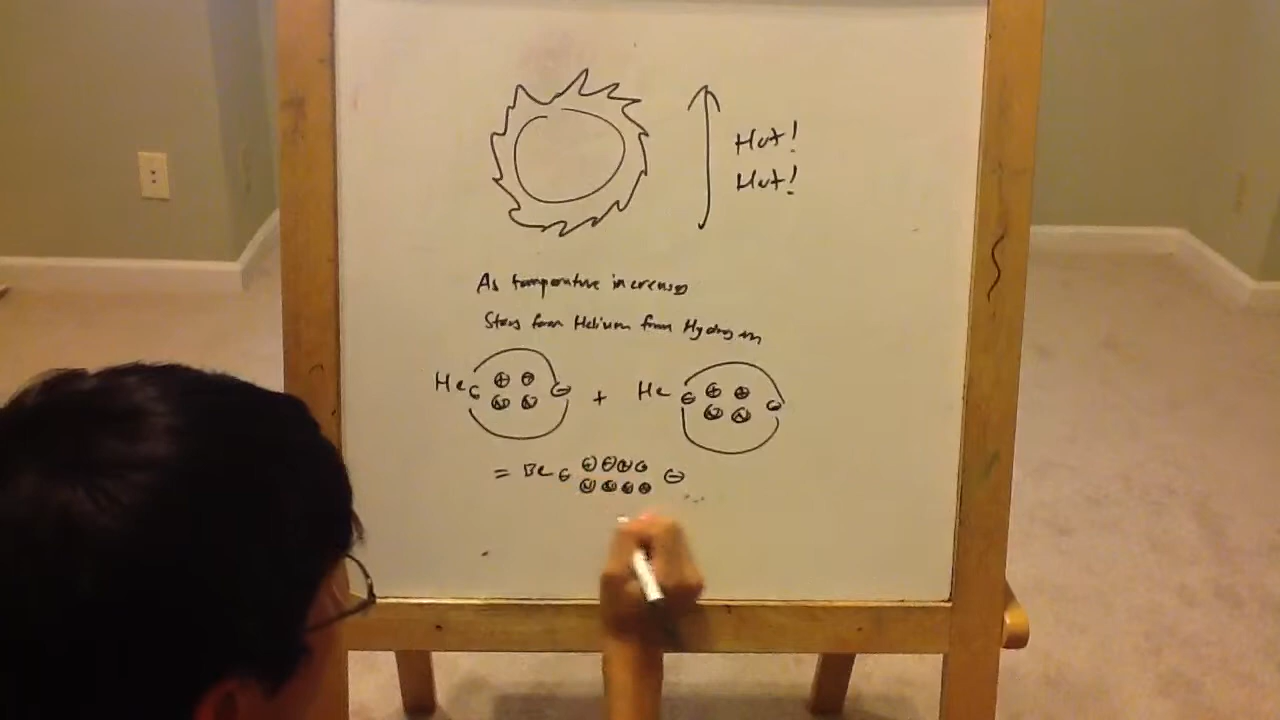 Hot!
Hot!
As temperature increases
Stars form Helium from Hydrogen
He + He
= Be